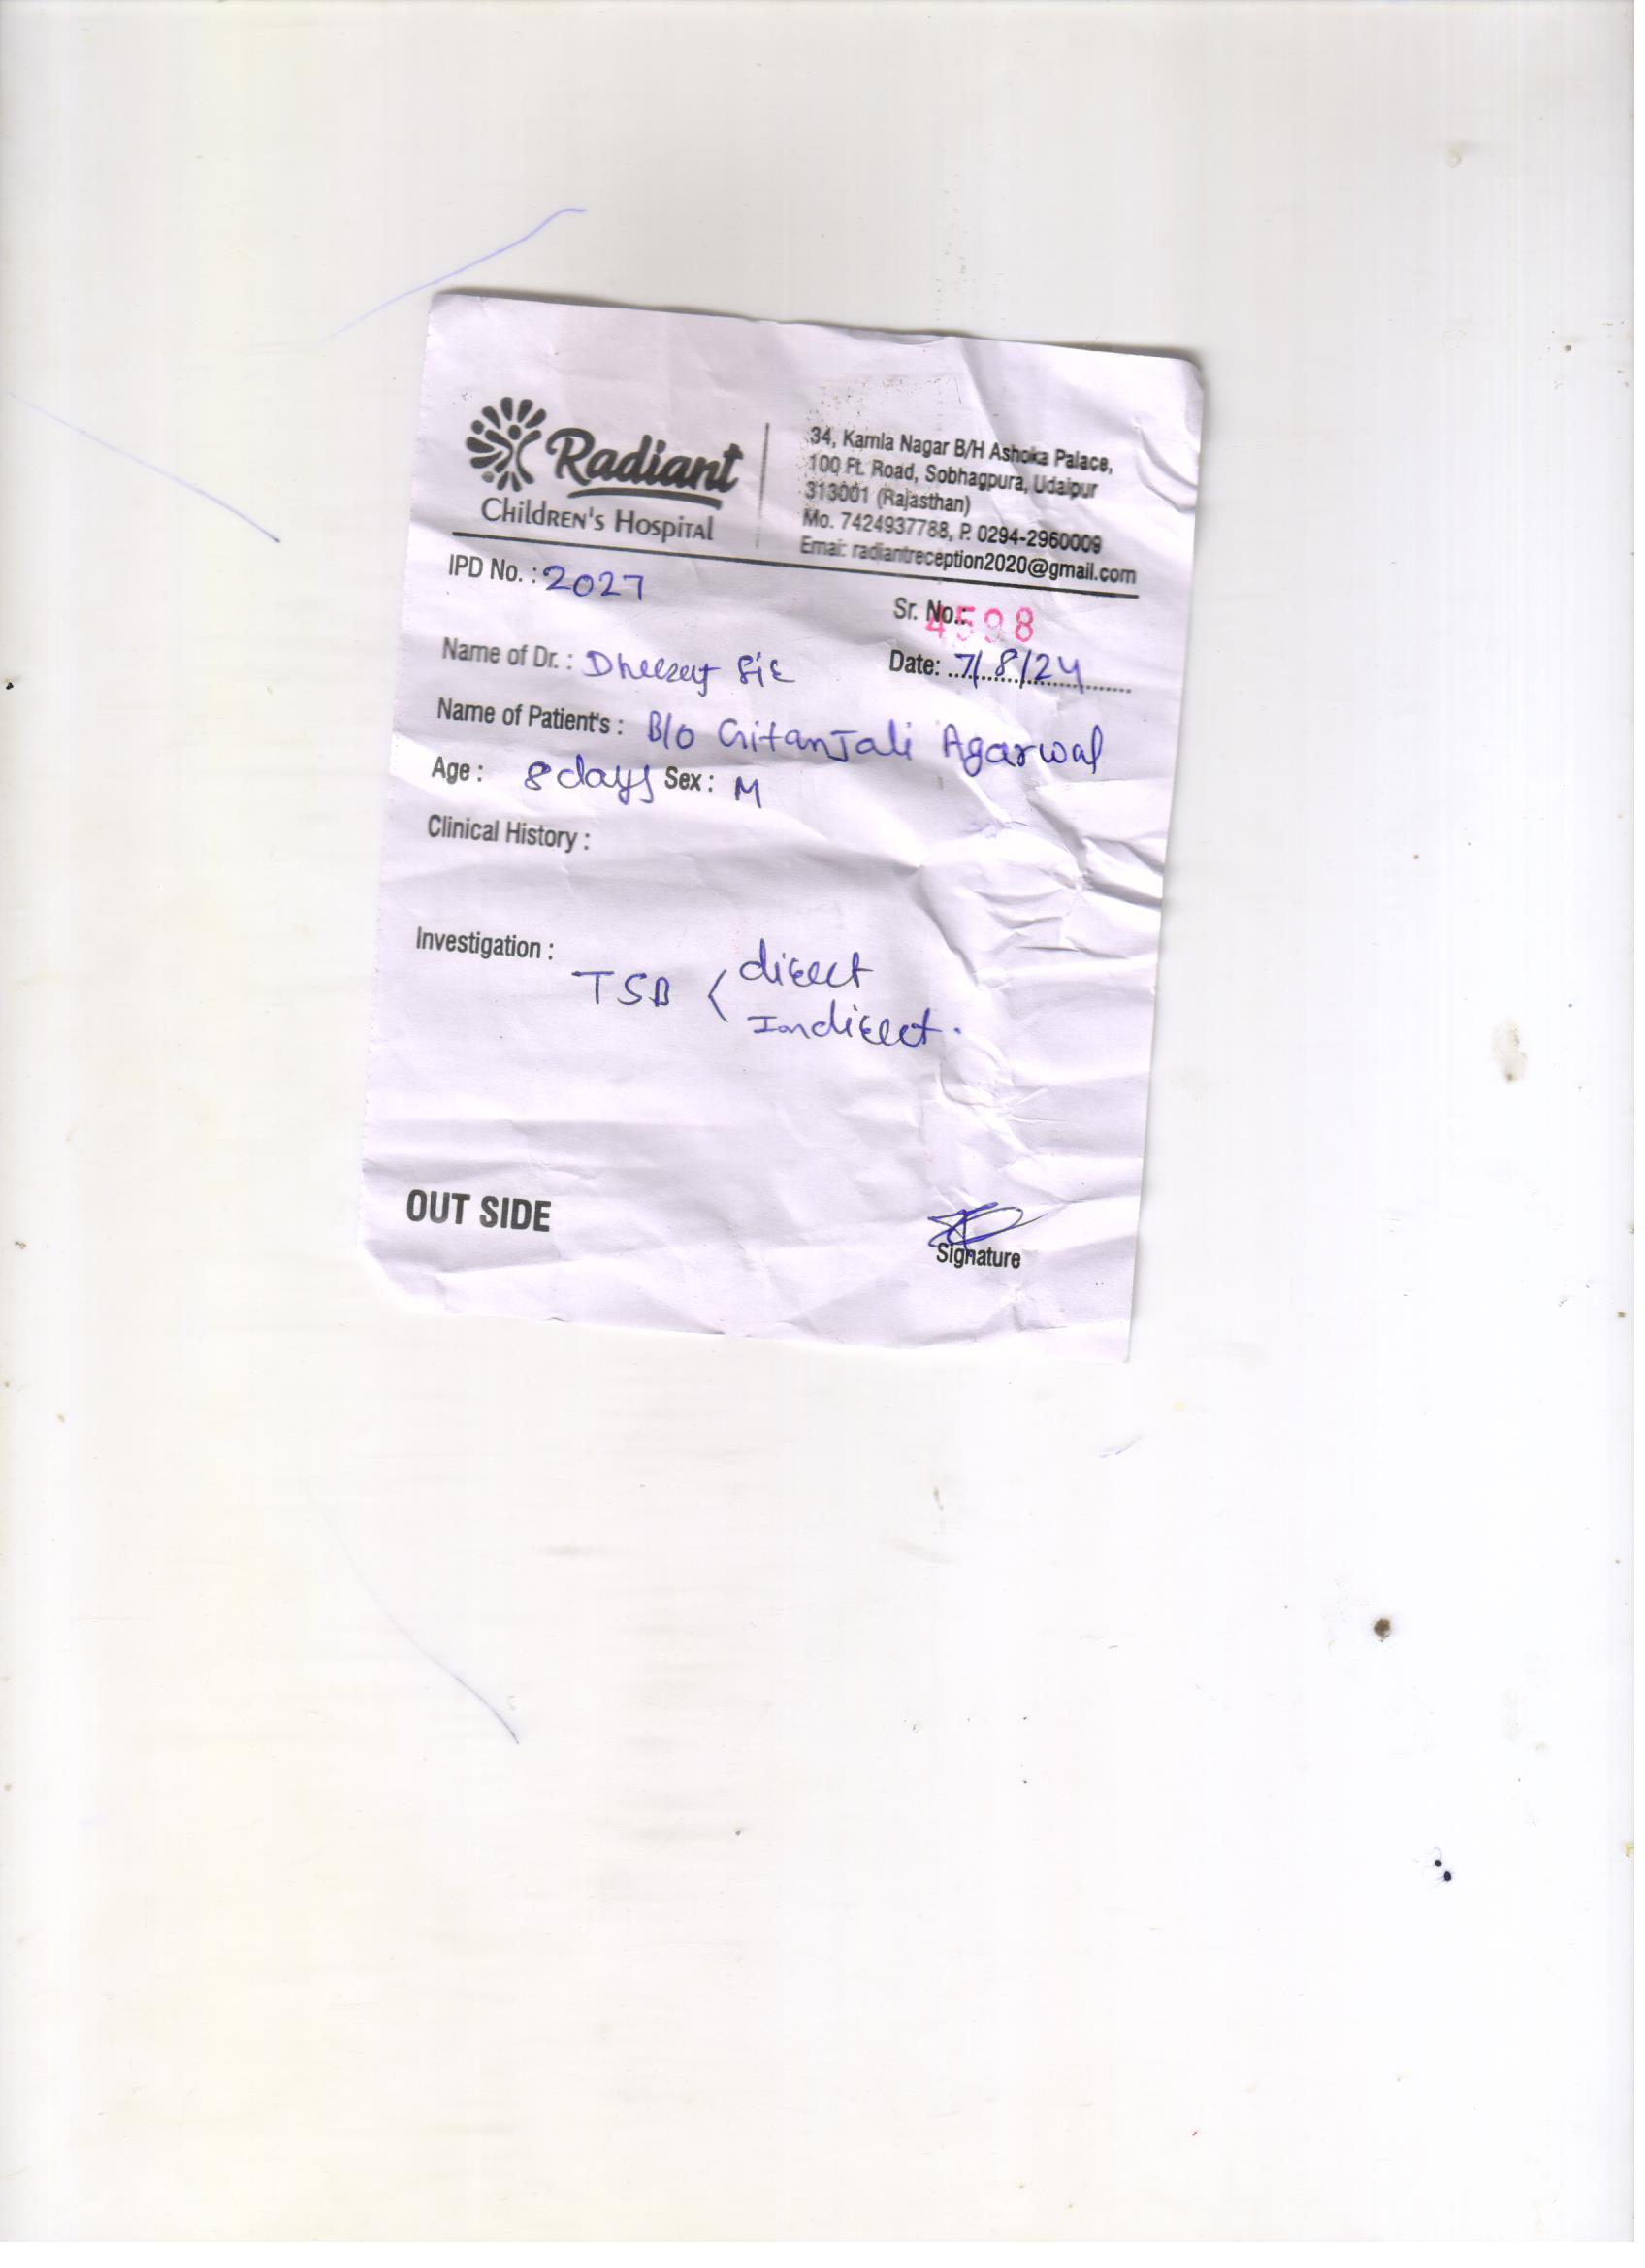 Radiant
Children's Hospital
34, Kamla Nagar B/H Ashoka Palace,
100 Ft. Road, Sobhagpura, Udaipur
313001 (Rajasthan)
Mo. 7424937788, P. 0294-2960009
Email: radiantreception2020@gmail.com
IPD No. : 2027
Sr. No.: 4598
Name of Dr. : Dheeraj Sir
Date: 7/8/24
Name of Patient's : B/o Gitanjali Agarwal
Age : 8 days Sex : M
Clinical History :
Investigation :
TSB < direct
Indirect.
OUT SIDE
Signature